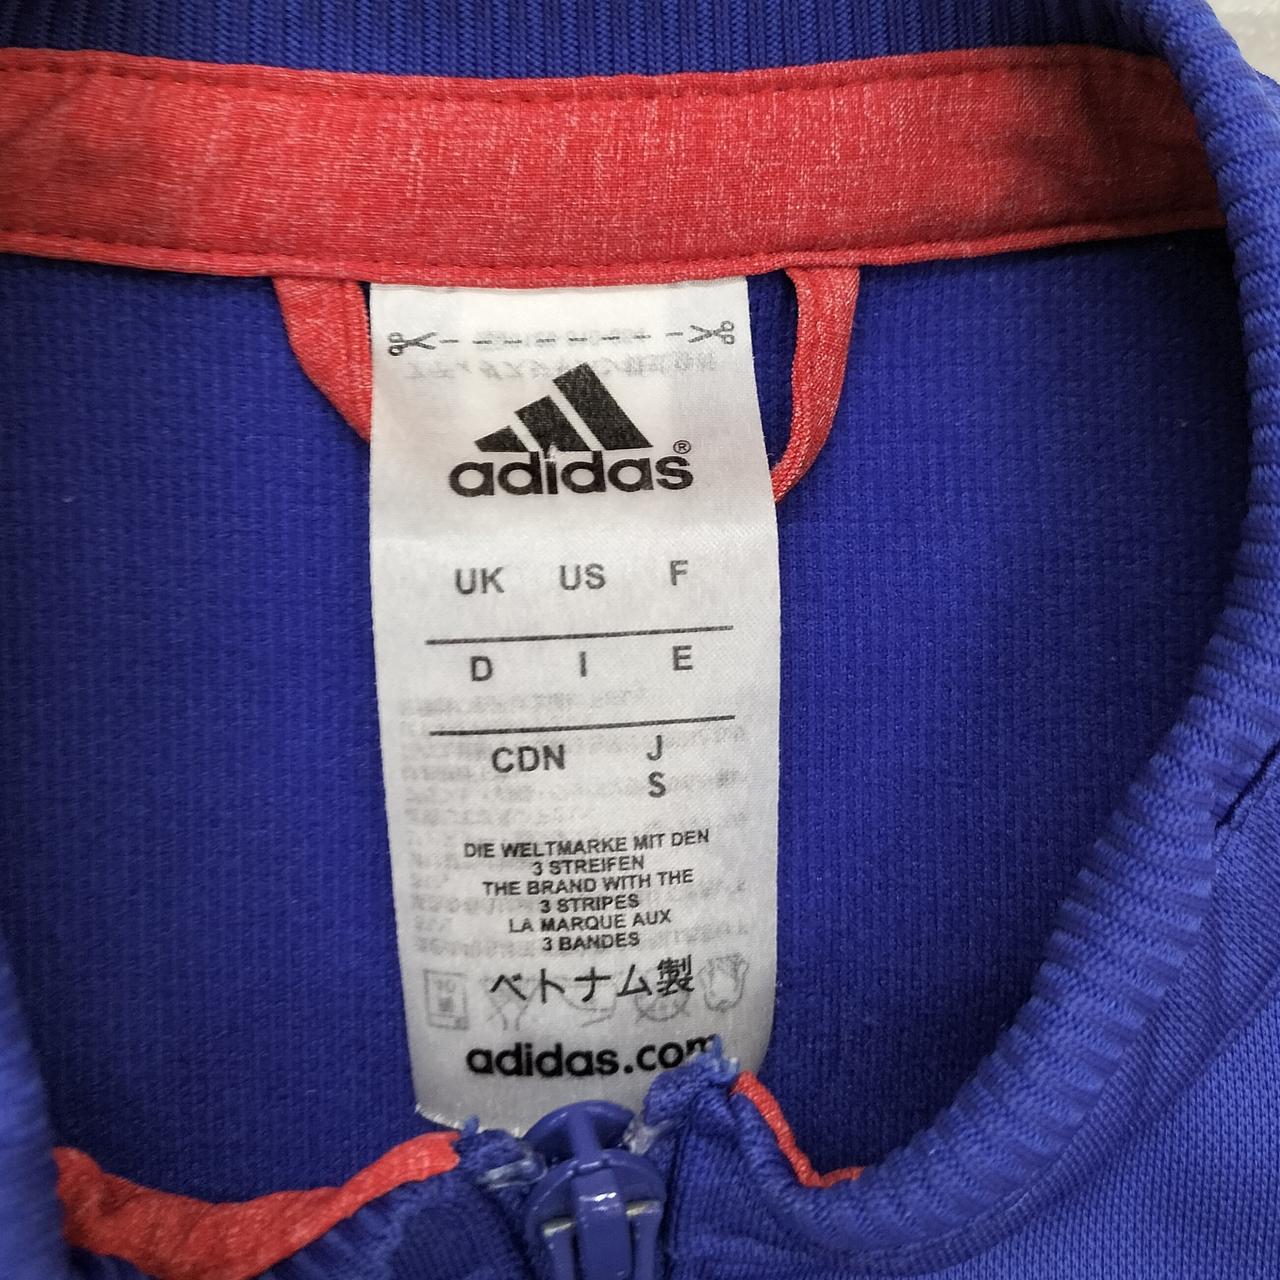 adidas®
UK US F
D I E
CDN J
S
DIE WELTMARKE MIT DEN
3 STREIFEN
THE BRAND WITH THE
3 STRIPES
LA MARQUE AUX
3 BANDES
ベトナム製
adidas.com